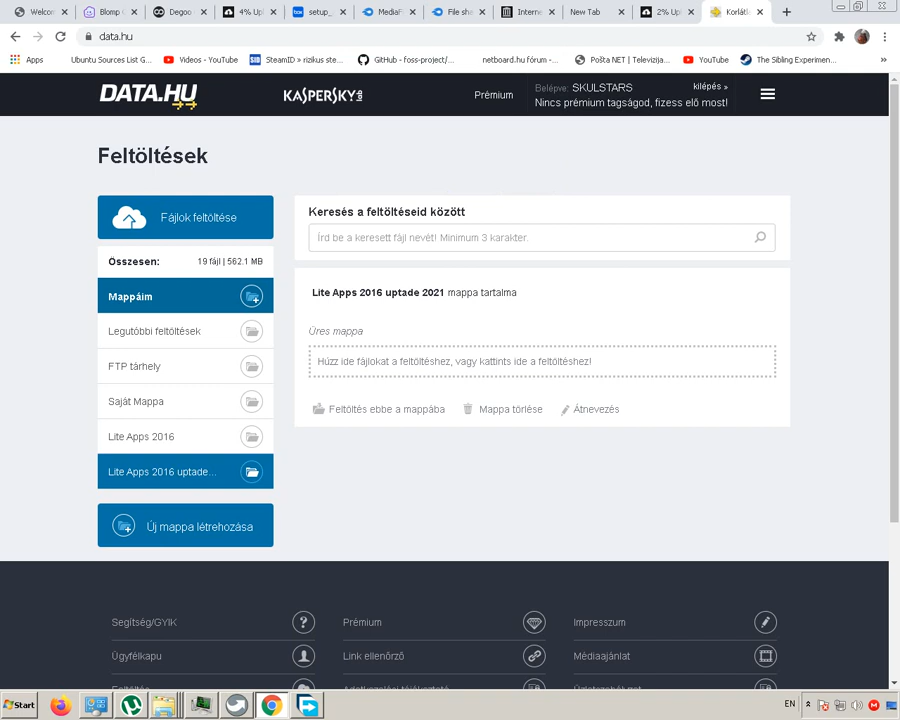 Welcom
Blomp
Degoo
4% Upl
setup_
MediaF
File sha
Interne
New Tab
2% Upl
Korlátla
data.hu
Apps
Ubuntu Sources List G...
Videos - YouTube
SteamID » rizikus ste...
GitHub - foss-project/...
netboard.hu fórum -...
Pošta NET | Televizija...
YouTube
The Sibling Experimen...
»
DATA.HU
KASPERSKY lab
Prémium
Belépve: SKULSTARS
kilépés »
Nincs prémium tagságod, fizess elő most!
Feltöltések
Fájlok feltöltése
Összesen: 19 fájl | 562.1 MB
Mappáim
Legutóbbi feltöltések
FTP tárhely
Saját Mappa
Lite Apps 2016
Lite Apps 2016 uptade...
Új mappa létrehozása
Keresés a feltöltéseid között
Írd be a keresett fájl nevét! Minimum 3 karakter.
Lite Apps 2016 uptade 2021 mappa tartalma
Üres mappa
Húzz ide fájlokat a feltöltéshez, vagy kattints ide a feltöltéshez!
Feltöltés ebbe a mappába
Mappa törlése
Átnevezés
Segítség/GYIK
Prémium
Impresszum
Ügyfélkapu
Link ellenőrző
Médiaajánlat
Start
EN